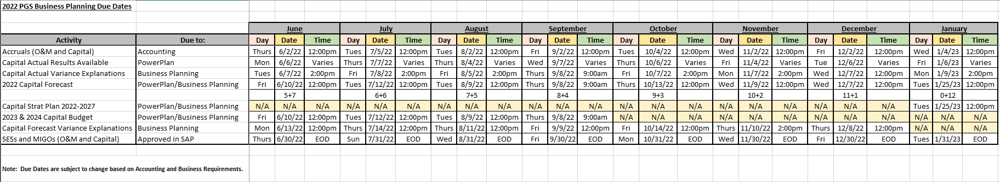 2022 PGS Business Planning Due Dates
June July August September October November December January
Activity Due to: Day Date Time Day Date Time Day Date Time Day Date Time Day Date Time Day Date Time Day Date Time Day Date Time
Accruals (O&M and Capital) Accounting Thurs 6/2/22 12:00pm Tues 7/5/22 12:00pm Tues 8/2/22 12:00pm Fri 9/2/22 12:00pm Tues 10/4/22 12:00pm Wed 11/2/22 12:00pm Fri 12/2/22 12:00pm Wed 1/4/23 12:00pm
Capital Actual Results Available PowerPlan Mon 6/6/22 Varies Thurs 7/7/22 Varies Thurs 8/4/22 Varies Wed 9/7/22 Varies Thurs 10/6/22 Varies Fri 11/4/22 Varies Tue 12/6/22 Varies Fri 1/6/23 Varies
Capital Actual Variance Explanations Business Planning Tues 6/7/22 2:00pm Fri 7/8/22 2:00pm Fri 8/5/22 2:00pm Thurs 9/8/22 9:00am Fri 10/7/22 2:00pm Mon 11/7/22 2:00pm Wed 12/7/22 12:00pm Mon 1/9/23 2:00pm
2022 Capital Forecast PowerPlan/Business Planning Fri 6/10/22 12:00pm Tues 7/12/22 12:00pm Tues 8/9/22 12:00pm Thurs 9/8/22 9:00am Thurs 10/13/22 12:00pm Wed 11/9/22 12:00pm Wed 12/7/22 12:00pm Tues 1/25/23 12:00pm
5+7 6+6 7+5 8+4 9+3 10+2 11+1 0+12
Capital Strat Plan 2022-2027 PowerPlan/Business Planning N/A N/A N/A N/A N/A N/A N/A N/A N/A N/A N/A N/A N/A N/A N/A N/A N/A N/A N/A N/A N/A Tues 1/25/23 12:00pm
2023 & 2024 Capital Budget PowerPlan/Business Planning Fri 6/10/22 12:00pm Tues 7/12/22 12:00pm Tues 8/9/22 12:00pm Thurs 9/8/22 9:00am N/A N/A N/A N/A N/A N/A N/A N/A N/A N/A N/A N/A
Capital Forecast Variance Explanations Business Planning Mon 6/13/22 12:00pm Thurs 7/14/22 12:00pm Thurs 8/11/22 12:00pm Fri 9/9/22 12:00pm Fri 10/14/22 12:00pm Thurs 11/10/22 2:00pm Thurs 12/8/22 12:00pm N/A N/A N/A
SESs and MIGOs (O&M and Capital) Approved in SAP Thurs 6/30/22 EOD Sun 7/31/22 EOD Wed 8/31/22 EOD Fri 9/30/22 EOD Mon 10/31/22 EOD Wed 11/30/22 EOD Fri 12/30/22 EOD Tues 1/31/23 EOD
Note: Due Dates are subject to change based on Accounting and Business Requirements.